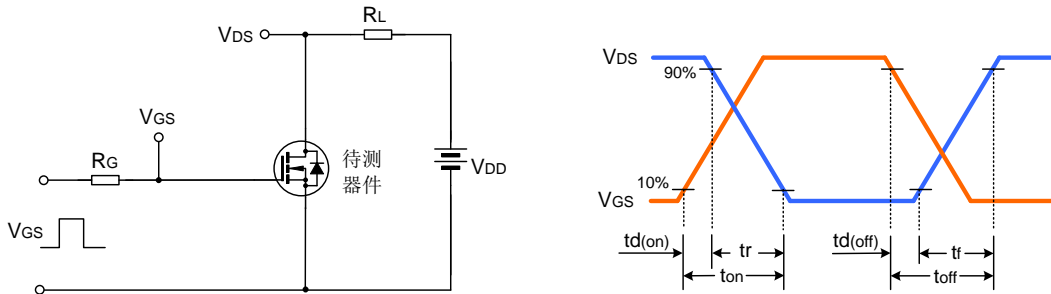 VDS
RL
VGS
RG
待测
器件
VDD
VGS
VDS
90%
10%
VGS
td(on)
tr
td(off)
tf
ton
toff